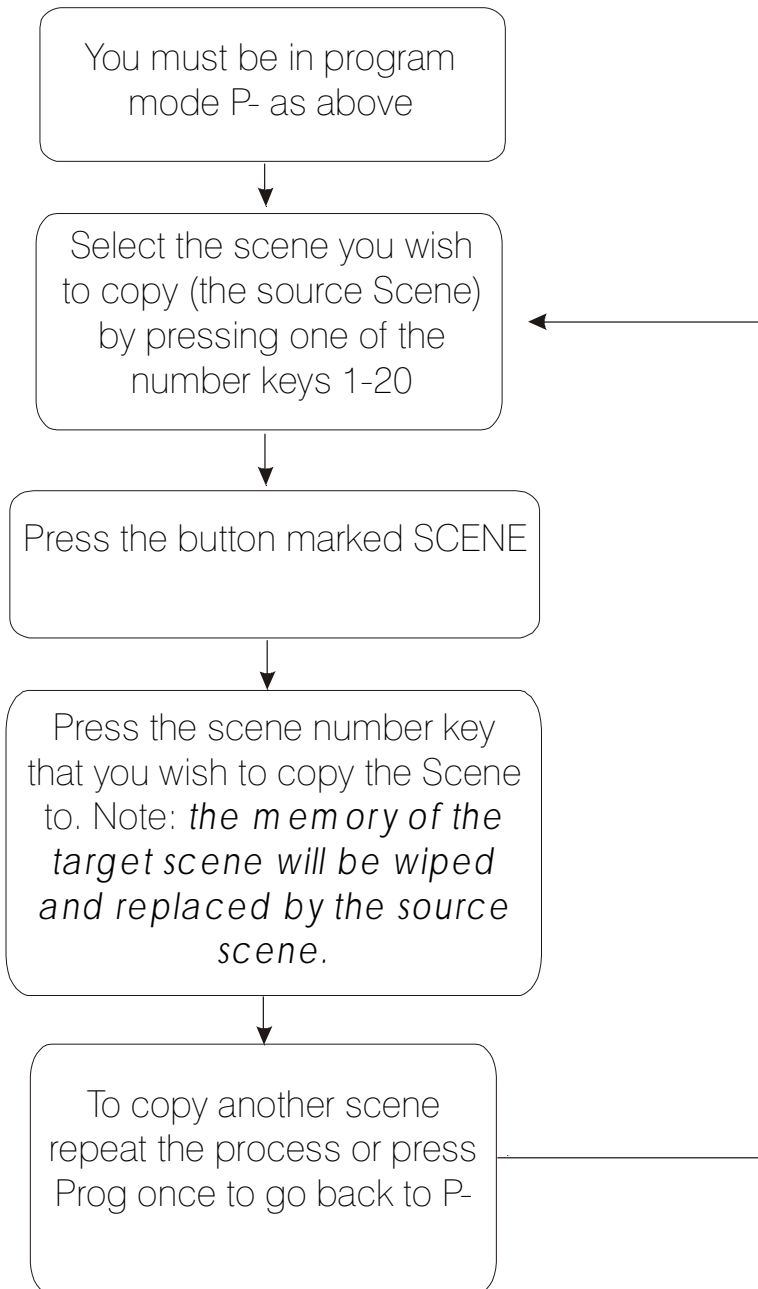 You must be in program
mode P- as above
Select the scene you wish
to copy (the source Scene)
by pressing one of the
number keys 1-20
Press the button marked SCENE
Press the scene number key
that you wish to copy the Scene
to. Note: the memory of the
target scene will be wiped
and replaced by the source
scene.
To copy another scene
repeat the process or press
Prog once to go back to P-